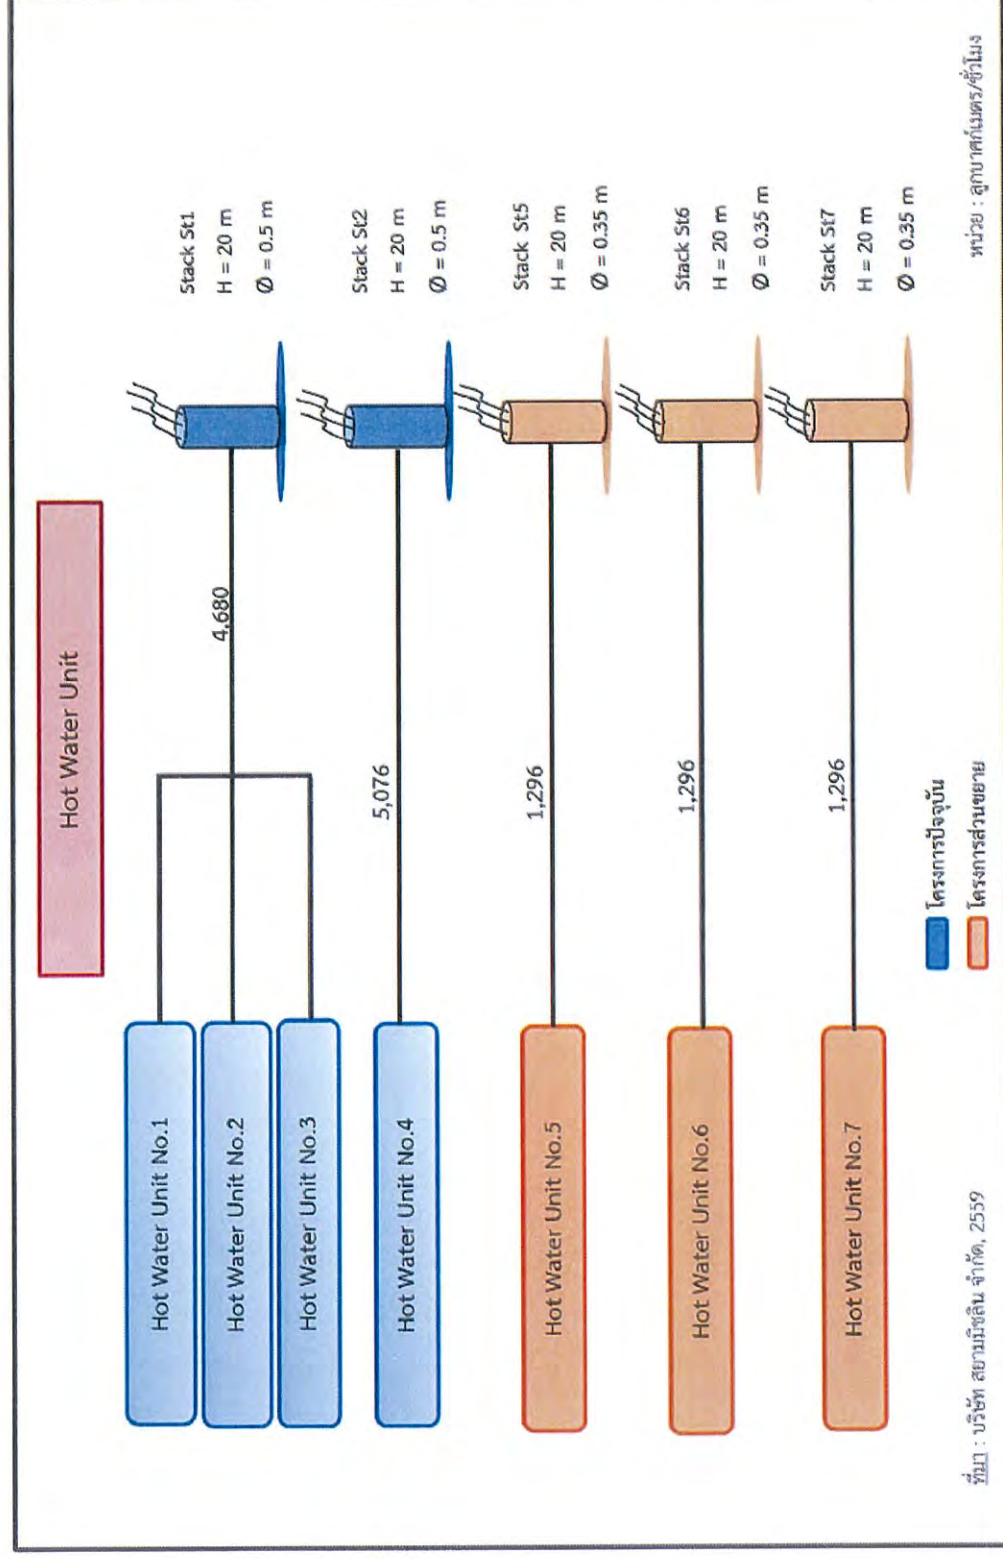 Hot Water Unit
Hot Water Unit No.1
Hot Water Unit No.2
Hot Water Unit No.3
4,680
Stack St1
H = 20 m
Ø = 0.5 m
Hot Water Unit No.4
5,076
Stack St2
H = 20 m
Ø = 0.5 m
Hot Water Unit No.5
1,296
Stack St5
H = 20 m
Ø = 0.35 m
Hot Water Unit No.6
1,296
Stack St6
H = 20 m
Ø = 0.35 m
Hot Water Unit No.7
1,296
Stack St7
H = 20 m
Ø = 0.35 m
โครงการปัจจุบัน
โครงการส่วนขยาย
ที่มา : บริษัท สยามมิชลิน จำกัด, 2559
หน่วย : ลูกบาศก์เมตร/ชั่วโมง